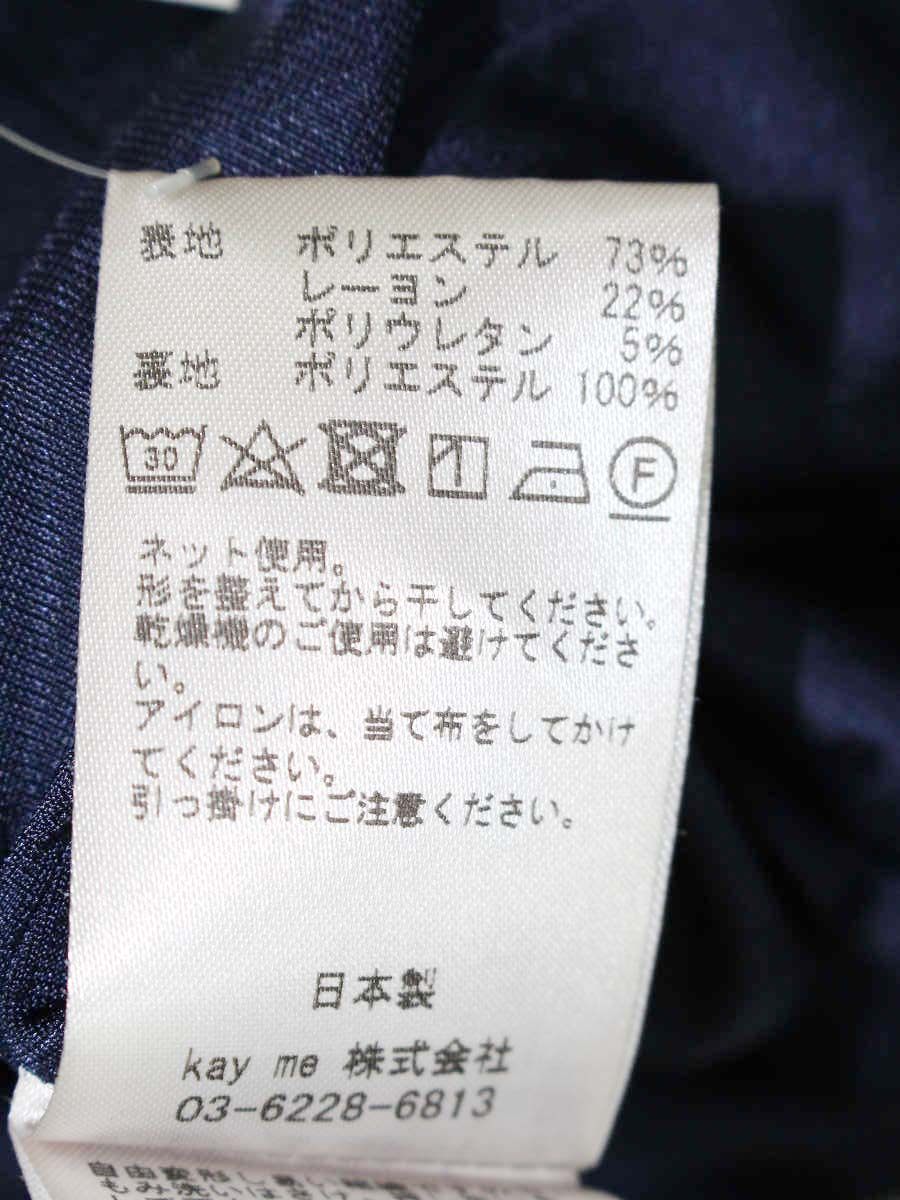 表地 ポリエステル 73%
レーヨン 22%
ポリウレタン 5%
裏地 ポリエステル 100%
30 F
ネット使用。
形を整えてから干してください。
乾燥機のご使用は避けてくださ
い。
アイロンは、当て布をしてかけ
てください。
引っ掛けにご注意ください。
日本製
kay me 株式会社
03-6228-6813